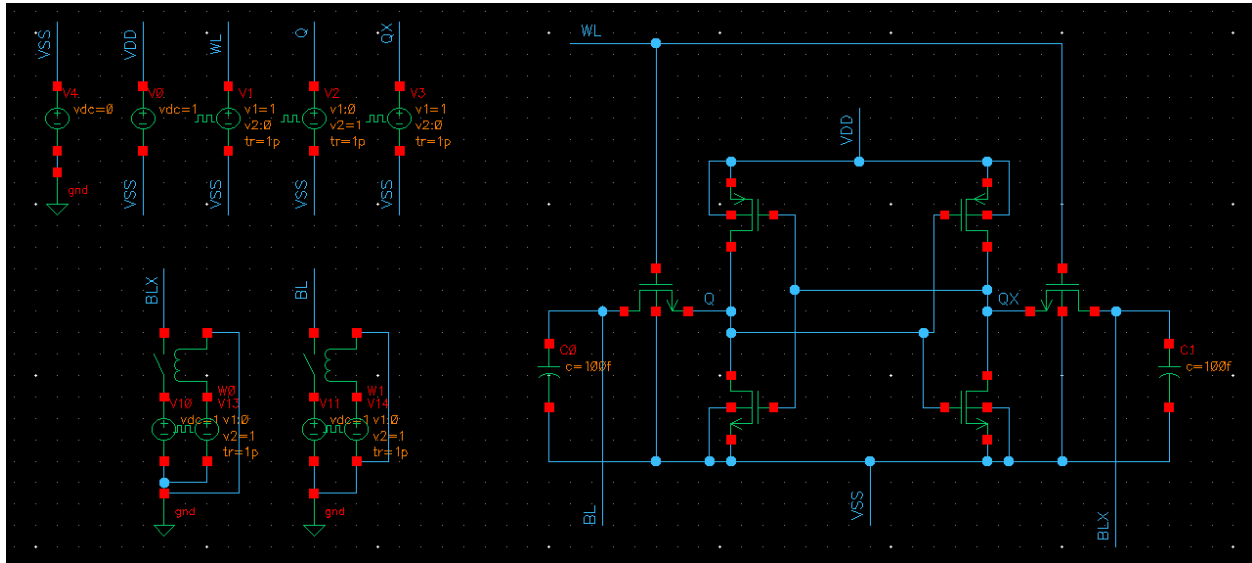 VSS
VDD
WL
Q
QX
V4
vdc=0
V0
vdc=1
V1
v1=1
v2:0
tr=1p
V2
v1:0
v2=1
tr=1p
V3
v1=1
v2:0
tr=1p
gnd
VSS
VSS
VSS
VSS
BLX
BL
W0
V10
V13
vdc=1
v1:0
v2=1
tr=1p
gnd
W1
V11
V14
vdc=1
v1:0
v2=1
tr=1p
gnd
WL
VDD
Q
QX
C0
c=100f
C1
c=100f
BL
VSS
BLX